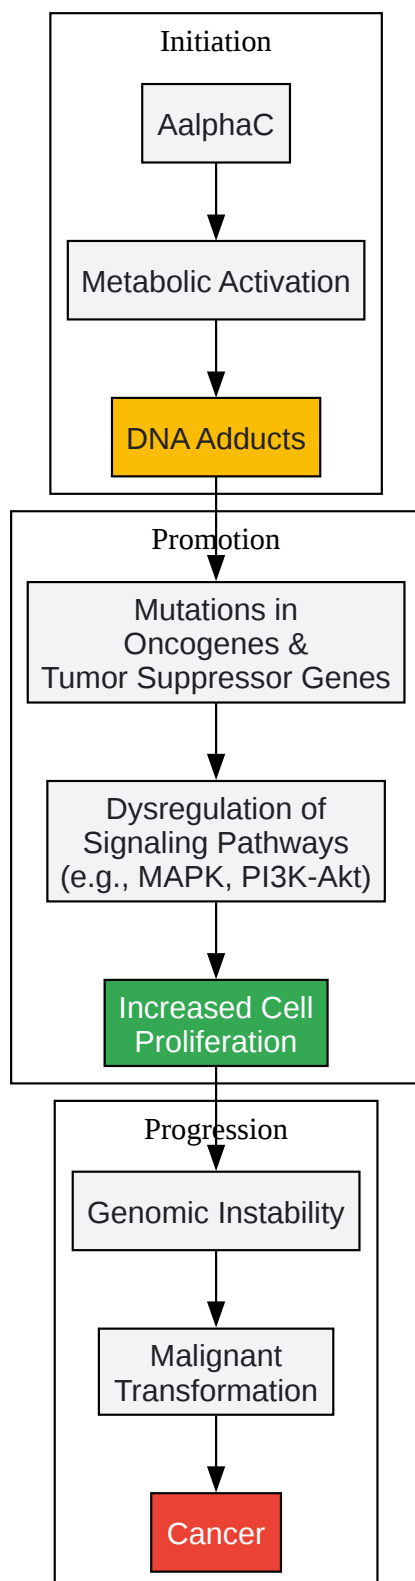 Initiation
AalphaC
Metabolic Activation
DNA Adducts
Promotion
Mutations in
Oncogenes &
Tumor Suppressor Genes
Dysregulation of
Signaling Pathways
(e.g., MAPK, PI3K-Akt)
Increased Cell
Proliferation
Progression
Genomic Instability
Malignant
Transformation
Cancer